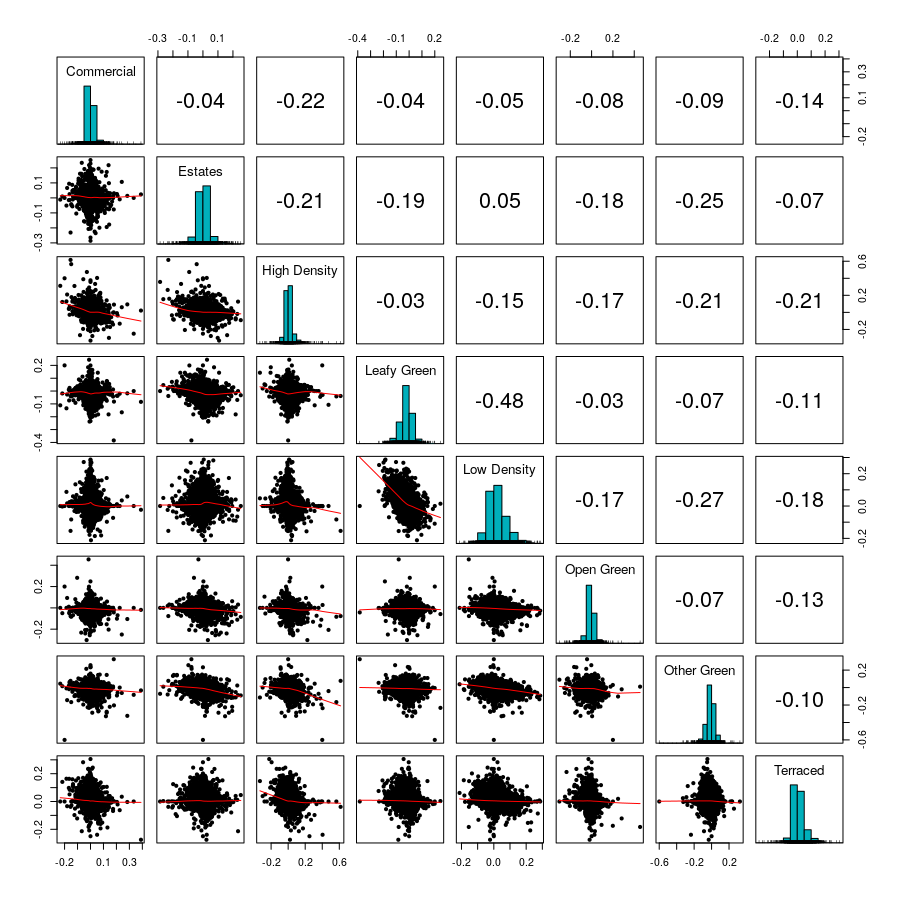 -0.3 -0.1 0.1 -0.4 -0.1 0.2 -0.2 0.2 -0.2 0.0 0.2
Commercial -0.04 -0.22 -0.04 -0.05 -0.08 -0.09 -0.14 -0.2 0.1 0.3
-0.3 -0.1 0.1 Estates -0.21 -0.19 0.05 -0.18 -0.25 -0.07
High Density -0.03 -0.15 -0.17 -0.21 -0.21 -0.2 0.2 0.6
-0.4 -0.1 0.2 Leafy Green -0.48 -0.03 -0.07 -0.11
Low Density -0.17 -0.27 -0.18 -0.2 0.0 0.2
-0.2 0.2 Open Green -0.07 -0.13
Other Green -0.10 -0.6 -0.2 0.2
-0.2 0.0 0.2 Terraced
-0.2 0.1 0.3 -0.2 0.2 0.6 -0.2 0.0 0.2 -0.6 -0.2 0.2